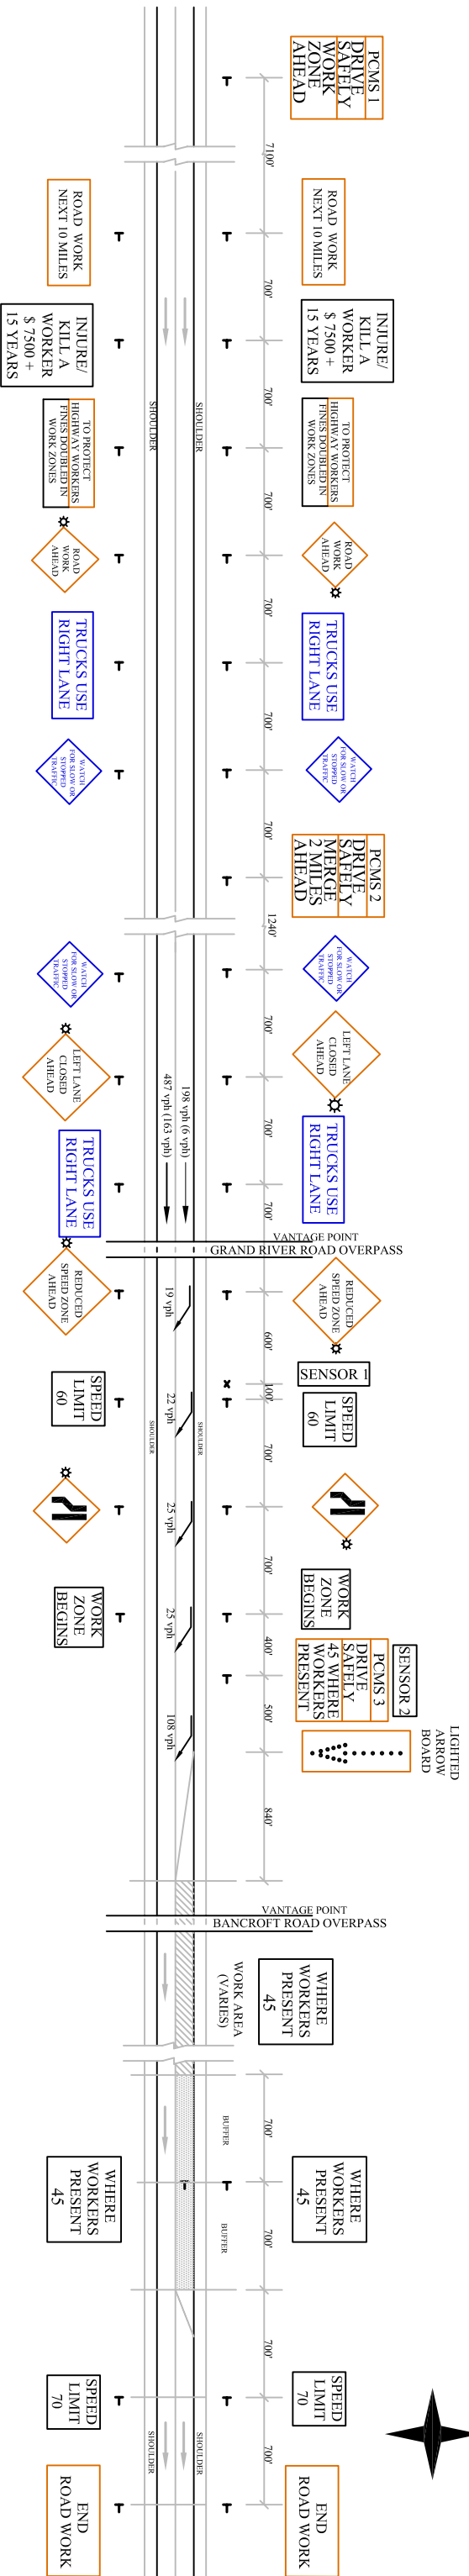 PCMS 1
DRIVE
SAFELY
WORK
ZONE
AHEAD
7100'
ROAD WORK
NEXT 10 MILES
ROAD WORK
NEXT 10 MILES
700'
INJURE/
KILL A
WORKER
$ 7500 +
15 YEARS
INJURE/
KILL A
WORKER
$ 7500 +
15 YEARS
700'
TO PROTECT
HIGHWAY WORKERS
FINES DOUBLED IN
WORK ZONES
TO PROTECT
HIGHWAY WORKERS
FINES DOUBLED IN
WORK ZONES
SHOULDER
SHOULDER
700'
ROAD
WORK
AHEAD
ROAD
WORK
AHEAD
700'
TRUCKS USE
RIGHT LANE
TRUCKS USE
RIGHT LANE
700'
WATCH
FOR SLOW OR
STOPPED
TRAFFIC
WATCH
FOR SLOW OR
STOPPED
TRAFFIC
700'
PCMS 2
DRIVE
SAFELY
MERGE
2 MILES
AHEAD
1240'
WATCH
FOR SLOW OR
STOPPED
TRAFFIC
WATCH
FOR SLOW OR
STOPPED
TRAFFIC
700'
LEFT LANE
CLOSED
AHEAD
LEFT LANE
CLOSED
AHEAD
198 vph (6 vph)
487 vph (163 vph)
700'
TRUCKS USE
RIGHT LANE
TRUCKS USE
RIGHT LANE
700'
VANTAGE POINT
GRAND RIVER ROAD OVERPASS
REDUCED
SPEED ZONE
AHEAD
REDUCED
SPEED ZONE
AHEAD
19 vph
600'
SENSOR 1
100'
SPEED
LIMIT
60
SPEED
LIMIT
60
22 vph
SHOULDER
SHOULDER
700'
25 vph
700'
WORK
ZONE
BEGINS
WORK
ZONE
BEGINS
25 vph
400'
SENSOR 2
PCMS 3
DRIVE
SAFELY
45 WHERE
WORKERS
PRESENT
500'
108 vph
LIGHTED
ARROW
BOARD
840'
VANTAGE POINT
BANCROFT ROAD OVERPASS
WHERE
WORKERS
PRESENT
45
WORK AREA
(VARIES)
700'
BUFFER
WHERE
WORKERS
PRESENT
45
WHERE
WORKERS
PRESENT
45
700'
BUFFER
700'
SPEED
LIMIT
70
SPEED
LIMIT
70
700'
SHOULDER
SHOULDER
END
ROAD WORK
END
ROAD WORK